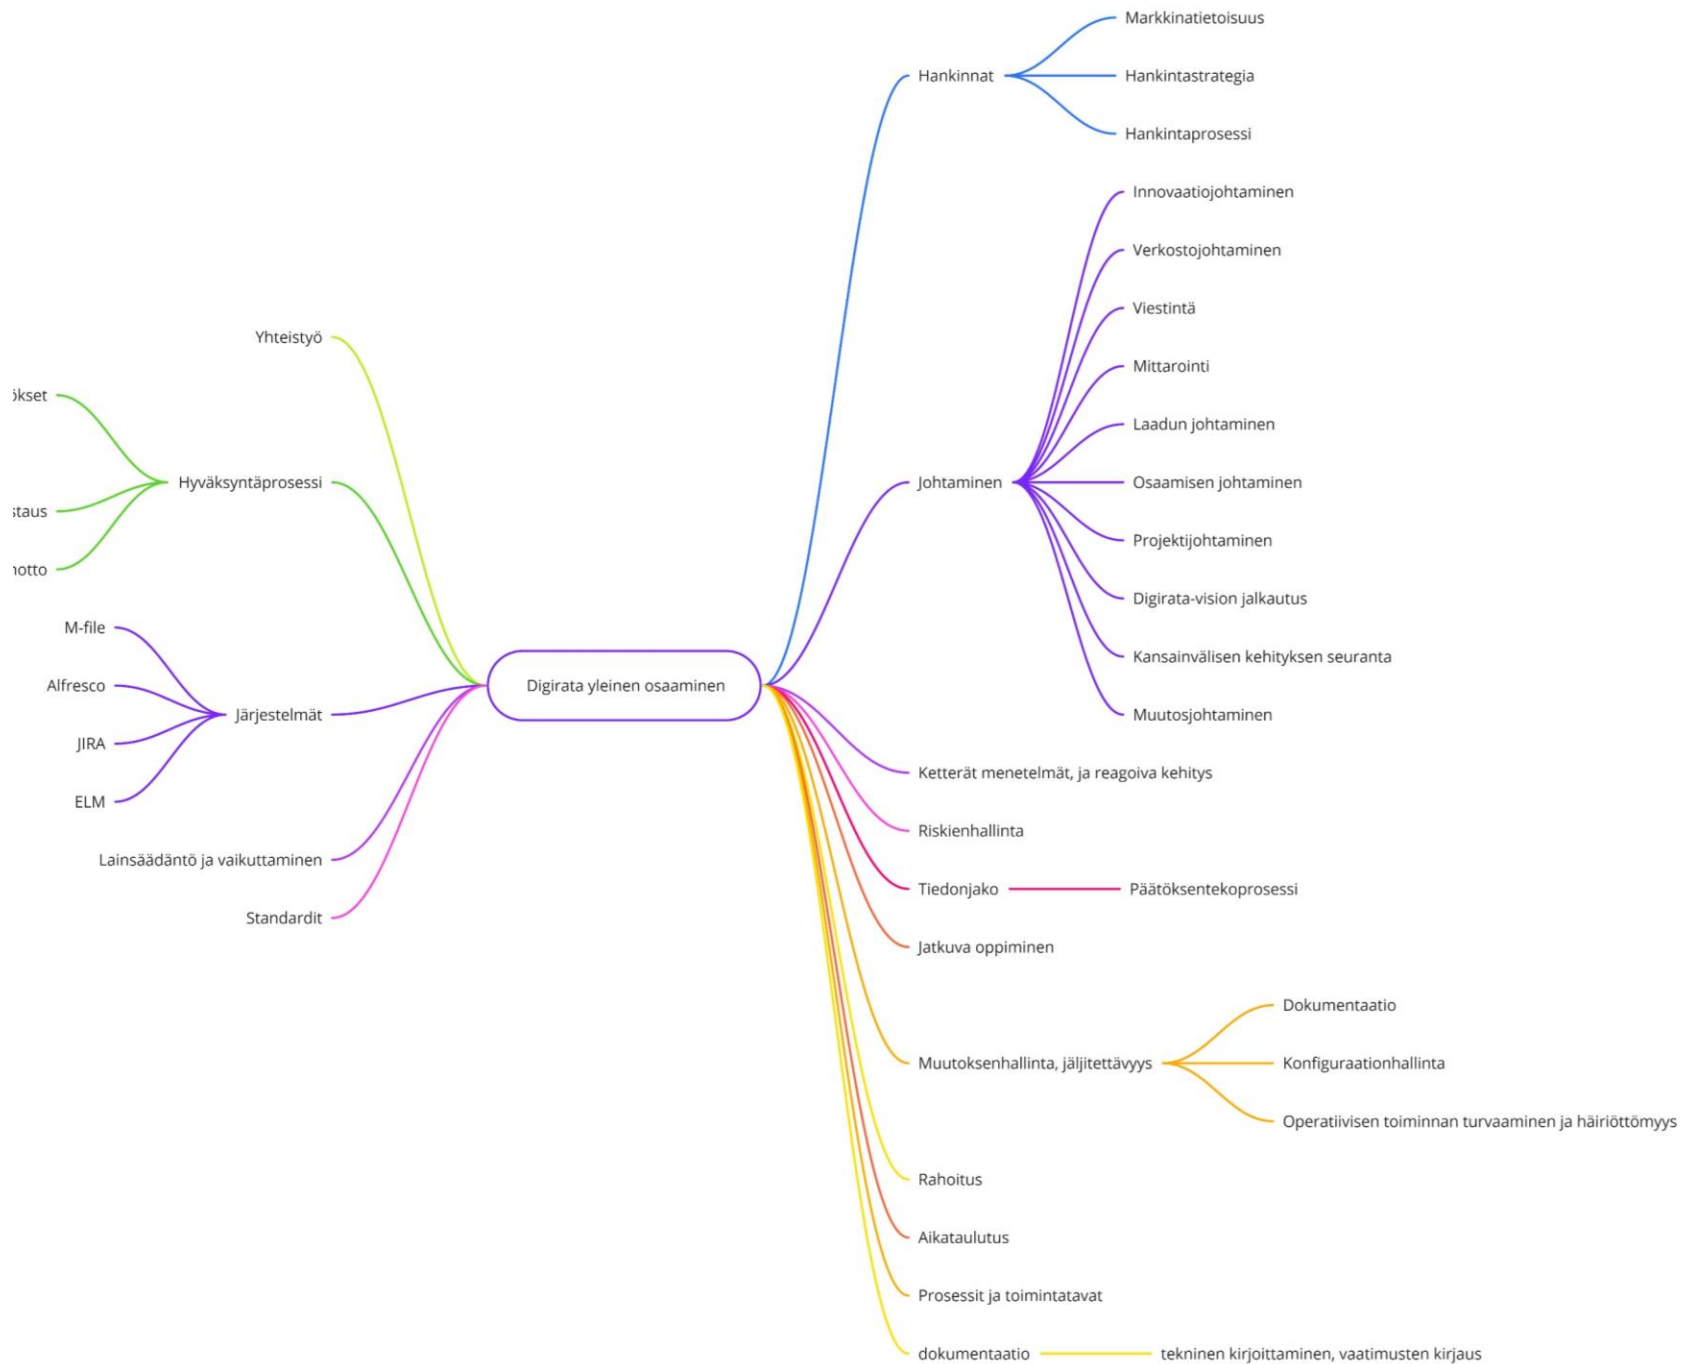 Markkinatietoisuus
Hankinnat
Hankintastrategia
Hankintaprosessi
Innovaatiojohtaminen
Verkostojohtaminen
Viestintä
Mittarointi
Laadun johtaminen
Johtaminen
Osaamisen johtaminen
Projektijohtaminen
Digirata-vision jalkautus
Kansainvälisen kehityksen seuranta
Muutosjohtaminen
Yhteistyö
Hyväksyntäprosessi
M-file
Alfresco
Järjestelmät
JIRA
ELM
Lainsäädäntö ja vaikuttaminen
Standardit
Digirata yleinen osaaminen
Ketterät menetelmät, ja reagoiva kehitys
Riskienhallinta
Tiedonjako
Päätöksentekoprosessi
Jatkuva oppiminen
Muutoksenhallinta, jäljitettävyys
Dokumentaatio
Konfiguraationhallinta
Operatiivisen toiminnan turvaaminen ja häiriöttömyys
Rahoitus
Aikataulutus
Prosessit ja toimintatavat
dokumentaatio
tekninen kirjoittaminen, vaatimusten kirjaus